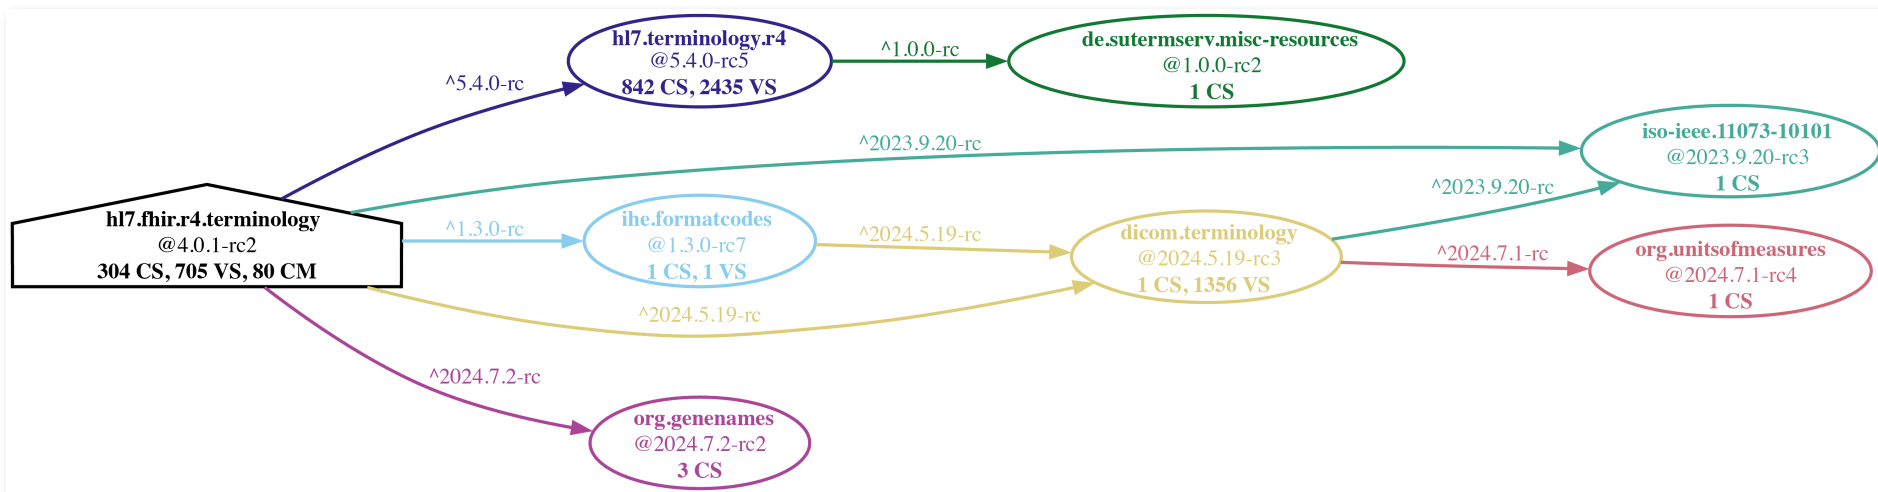 hl7.terminology.r4
@5.4.0-rc5
842 CS, 2435 VS
^1.0.0-rc
de.sutermserv.misc-resources
@1.0.0-rc2
1 CS
^5.4.0-rc
^2023.9.20-rc
iso-ieee.11073-10101
@2023.9.20-rc3
1 CS
hl7.fhir.r4.terminology
@4.0.1-rc2
304 CS, 705 VS, 80 CM
^1.3.0-rc
ihe.formatcodes
@1.3.0-rc7
1 CS, 1 VS
^2024.5.19-rc
dicom.terminology
@2024.5.19-rc3
1 CS, 1356 VS
^2023.9.20-rc
^2024.7.1-rc
org.unitsofmeasures
@2024.7.1-rc4
1 CS
^2024.5.19-rc
^2024.7.2-rc
org.genenames
@2024.7.2-rc2
3 CS